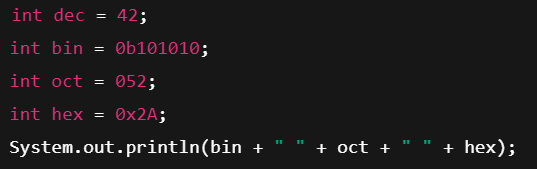 int dec = 42;
int bin = 0b101010;
int oct = 052;
int hex = 0x2A;
System.out.println(bin + " " + oct + " " + hex);